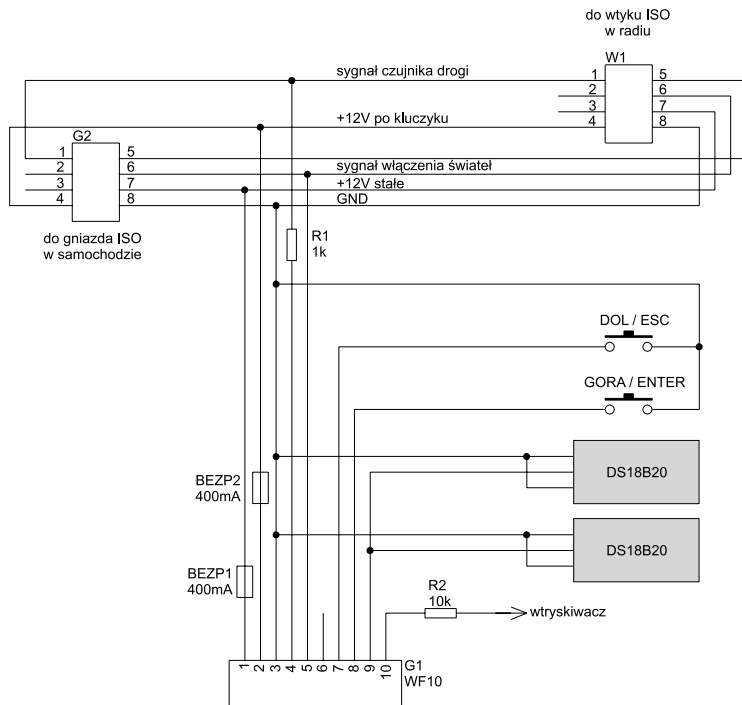 do wtyku ISO
w radiu
W1
sygnał czujnika drogi
1 5
2 6
3 7
+12V po kluczyku
4 8
G2
1 5
2 6
3 7
4 8
sygnał włączenia świateł
+12V stałe
GND
do gniazda ISO
w samochodzie
R1
1k
DOL / ESC
GORA / ENTER
BEZP2
400mA
DS18B20
BEZP1
400mA
DS18B20
R2
10k
wtryskiwacz
1 2 3 4 5 6 7 8 9 10
G1
WF10